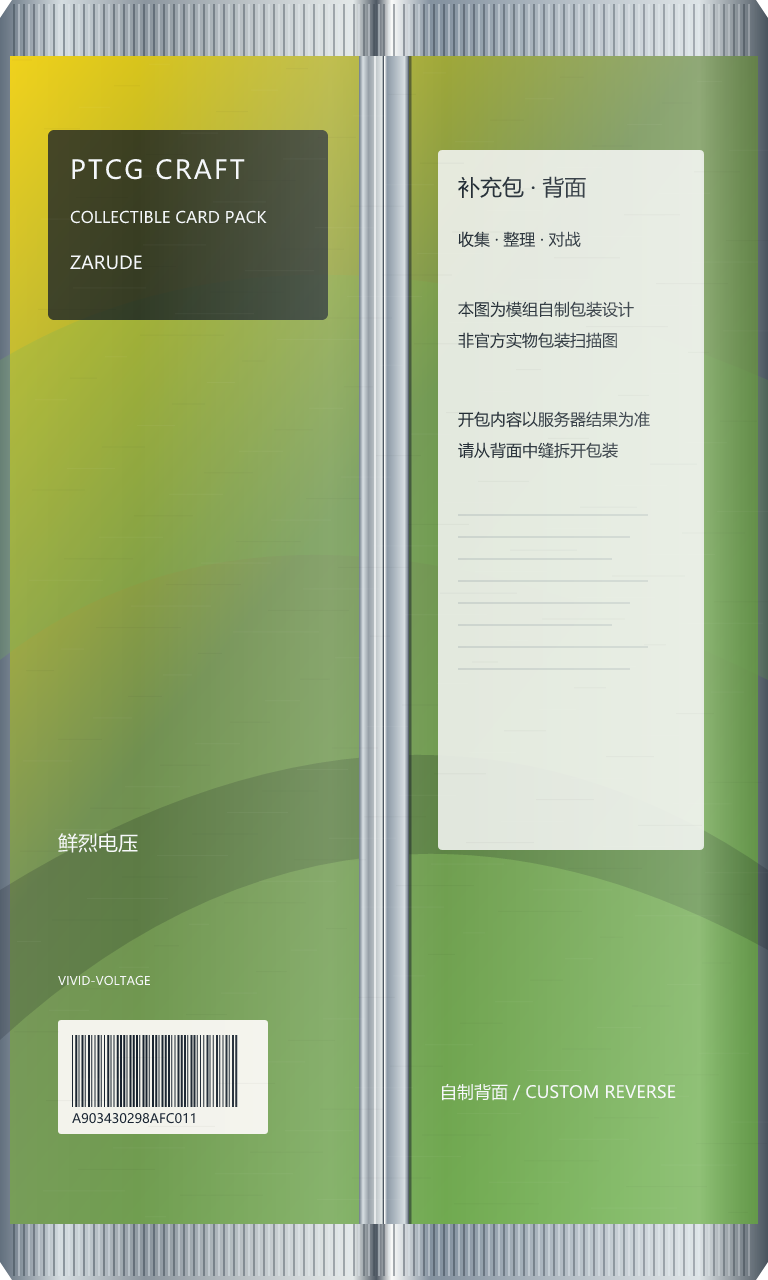 PTCG CRAFT
COLLECTIBLE CARD PACK
ZARUDE
鲜烈电压
VIVID-VOLTAGE
A903430298AFC011
补充包 · 背面
收集 · 整理 · 对战
本图为模组自制包装设计
非官方实物包装扫描图
开包内容以服务器结果为准
请从背面中缝拆开包装
自制背面 / CUSTOM REVERSE